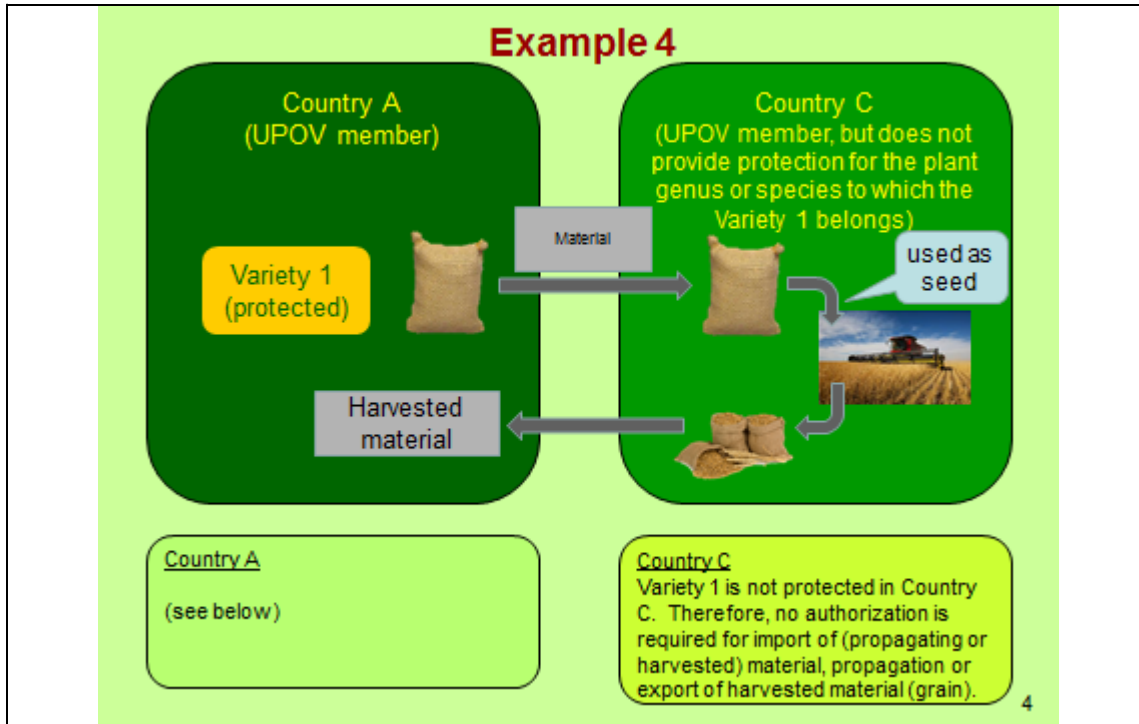 Example 4
Country A
(UPOV member)
Country C
(UPOV member, but does not
provide protection for the plant
genus or species to which the
Variety 1 belongs)
Material
used as
seed
Variety 1
(protected)
Harvested
material
Country A
(see below)
Country C
Variety 1 is not protected in Country
C.  Therefore, no authorization is
required for import of (propagating or
harvested) material, propagation or
export of harvested material (grain).
4